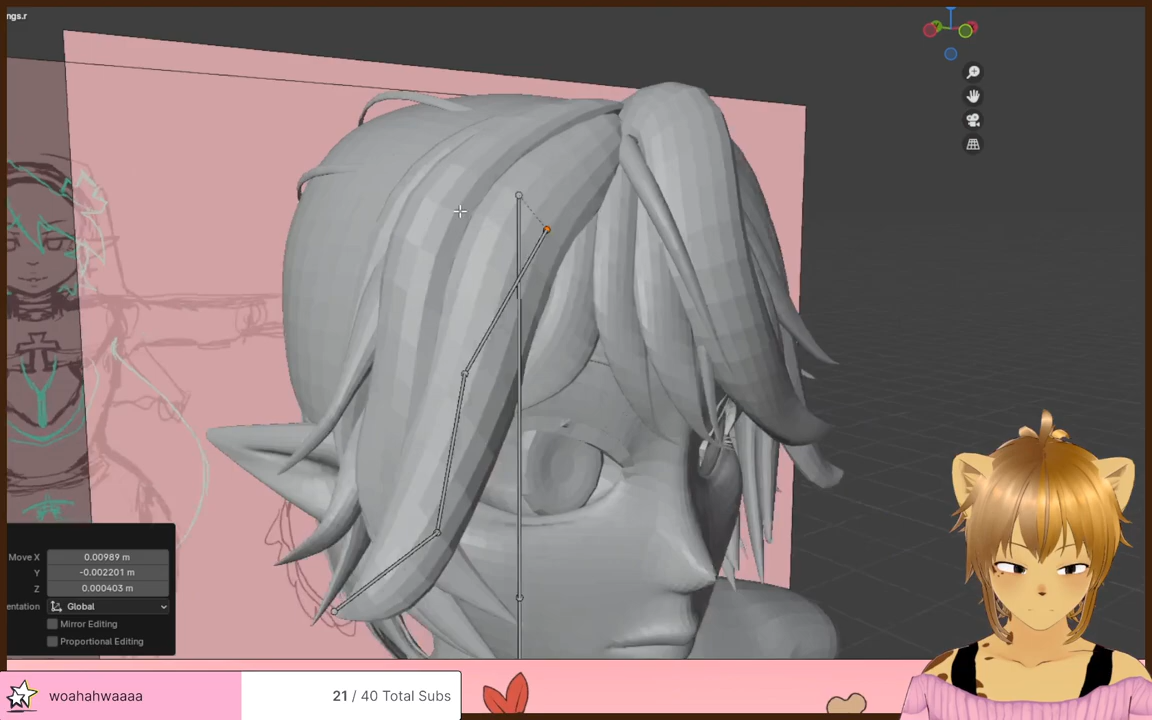 ngs.r
Move X 0.00989 m
Y -0.002201 m
Z 0.000403 m
entation Global
Mirror Editing
Proportional Editing
woahahwaaaa
21 / 40 Total Subs